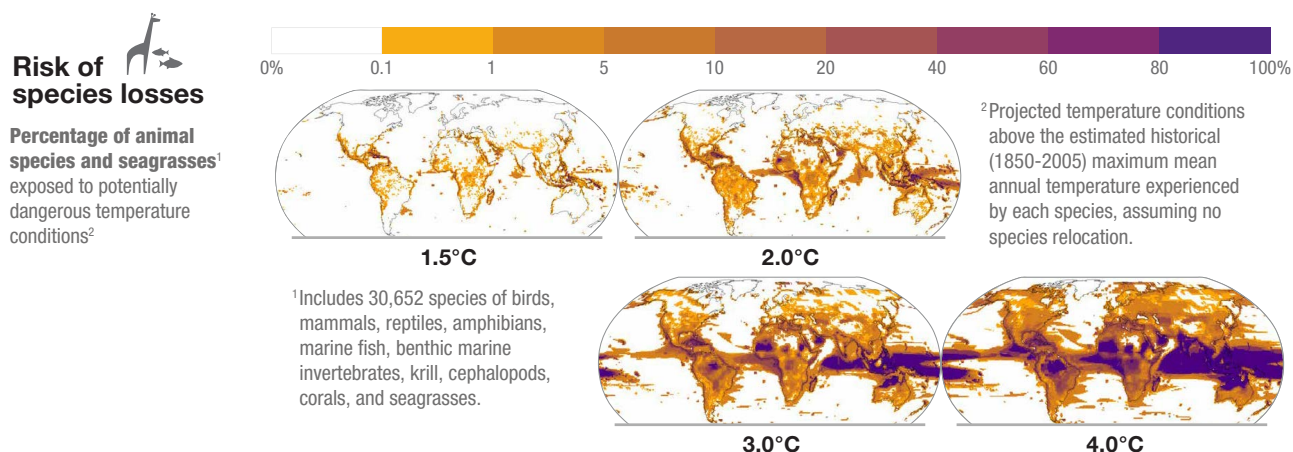 Risk of
species losses
Percentage of animal
species and seagrasses¹
exposed to potentially
dangerous temperature
conditions²
0% 0.1 1 5 10 20 40 60 80 100%
1.5°C
2.0°C
²Projected temperature conditions
above the estimated historical
(1850-2005) maximum mean
annual temperature experienced
by each species, assuming no
species relocation.
¹Includes 30,652 species of birds,
mammals, reptiles, amphibians,
marine fish, benthic marine
invertebrates, krill, cephalopods,
corals, and seagrasses.
3.0°C
4.0°C